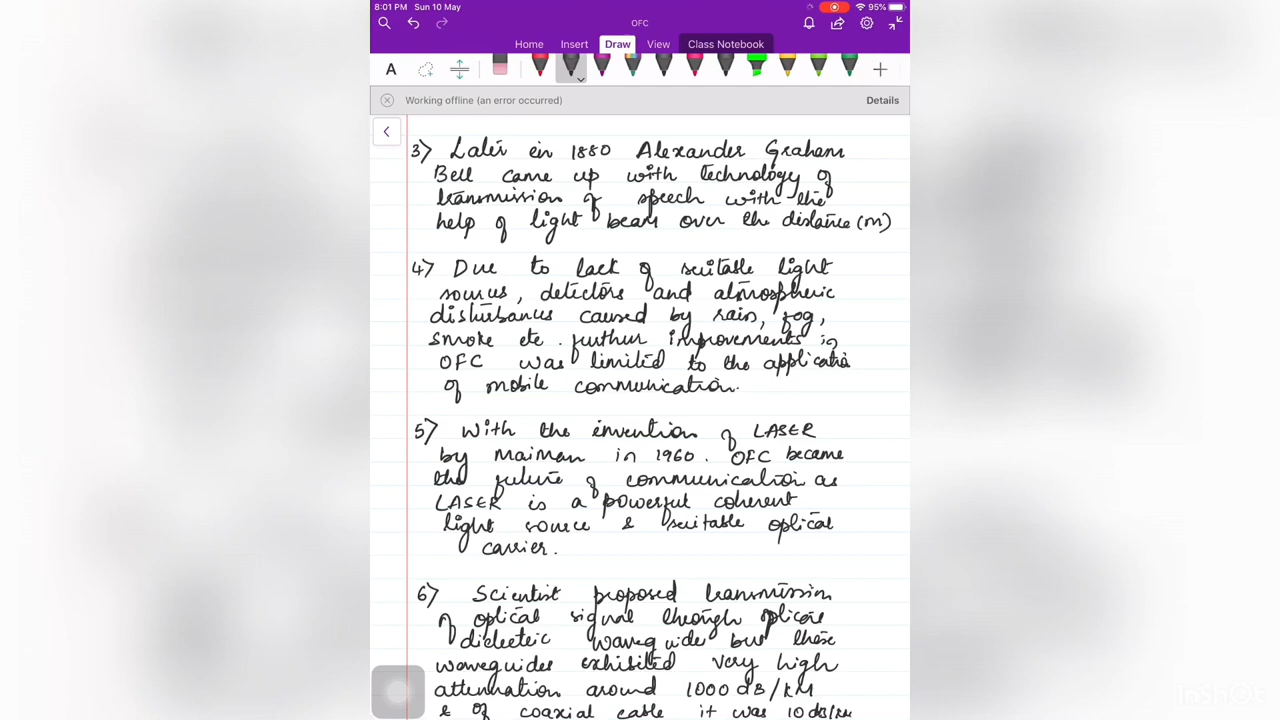 8:01 PM Sun 10 May 95%
OFC
Home Insert Draw View Class Notebook
A
Working offline (an error occurred) Details
3) Later in 1880 Alexander Graham
Bell came up with technology of
transmission of speech with the
help of light beam over the distance (m)
4) Due to lack of suitable light
sources, detectors and atmospheric
disturbances caused by rain, fog,
smoke etc. further improvements in
OFC was limited to the applicatio
of mobile communication.
5) With the invention of LASER
by Maiman in 1960. OFC became
the future of communication as
LASER is a powerful coherent
light source & suitable optical
carrier.
6) Scientist proposed transmission
of optical signal through optical
dielectric waveguide but these
waveguides exhibited very high
attenuation around 1000 dB/KM
& of coaxial cable it was 10 dB/KM
InShOt